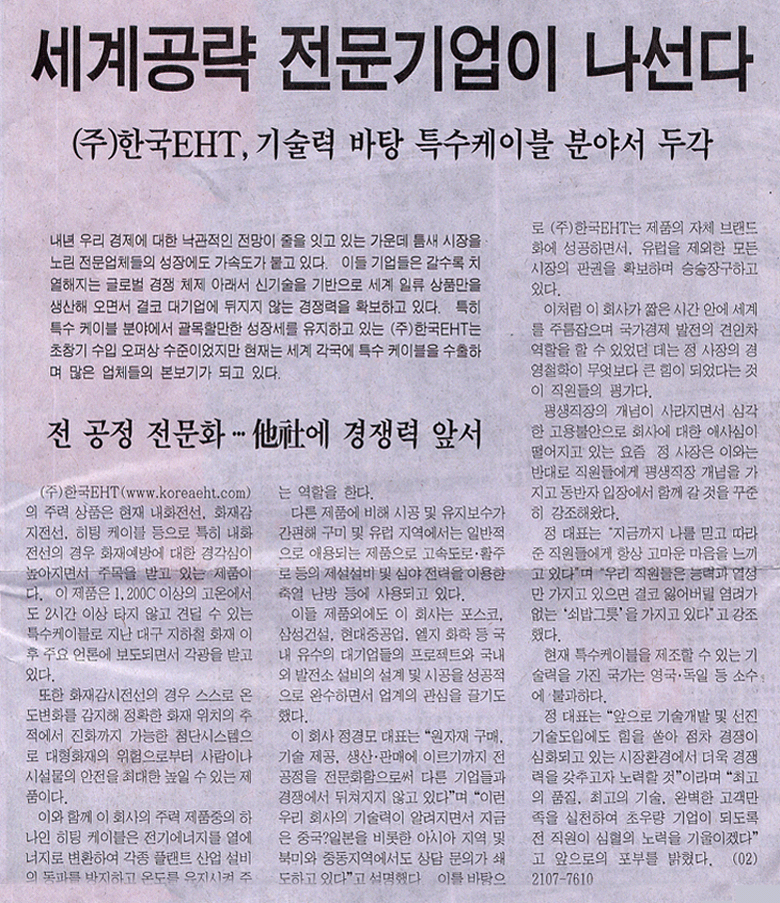 세계공략 전문기업이 나선다
(주)한국EHT, 기술력 바탕 특수케이블 분야서 두각
내년 우리 경제에 대한 낙관적인 전망이 줄을 잇고 있는 가운데 틈새 시장을
노린 전문업체들의 성장에도 가속도가 붙고 있다. 이들 기업들은 갈수록 치
열해지는 글로벌 경쟁 체제 아래서 신기술을 기반으로 세계 일류 상품만을
생산해 오면서 결코 대기업에 뒤지지 않는 경쟁력을 확보하고 있다. 특히
특수 케이블 분야에서 괄목할만한 성장세를 유지하고 있는 (주)한국EHT는
초창기 수입 오퍼상 수준이었지만 현재는 세계 각국에 특수 케이블을 수출하
며 많은 업체들의 본보기가 되고 있다.
전 공정 전문화…他社에 경쟁력 앞서
(주)한국EHT(www.koreaeht.com)
의 주력 상품은 현재 내화전선, 화재감
지전선, 히팅 케이블 등으로 특히 내화
전선의 경우 화재예방에 대한 경각심이
높아지면서 주목을 받고 있는 제품이
다. 이 제품은 1,200C 이상의 고온에서
도 2시간 이상 타지 않고 견딜 수 있는
특수케이블로 지난 대구 지하철 화재 이
후 주요 언론에 보도되면서 각광을 받고
있다.
또한 화재감시전선의 경우 스스로 온
도변화를 감지해 정확한 화재 위치의 추
적에서 진화까지 가능한 첨단시스템으
로 대형화재의 위험으로부터 사람이나
시설물의 안전을 최대한 높일 수 있는 제
품이다.
이와 함께 이 회사의 주력 제품중의 하
나인 히팅 케이블은 전기에너지를 열에
너지로 변환하여 각종 플랜트 산업 설비
의 동파를 방지하고 온도를 유지시켜 주
는 역할을 한다.
다른 제품에 비해 시공 및 유지보수가
간편해 구미 및 유럽 지역에서는 일반적
으로 애용되는 제품으로 고속도로·활주
로 등의 제설설비 및 심야 전력을 이용한
축열 난방 등에 사용되고 있다.
이들 제품외에도 이 회사는 포스코,
삼성건설, 현대중공업, 엘지 화학 등 국
내 유수의 대기업들의 프로젝트와 국내
외 발전소 설비의 설계 및 시공을 성공적
으로 완수하면서 업계의 관심을 끌기도
했다.
이 회사 정경모 대표는 “원자재 구매,
기술 제공, 생산·판매에 이르기까지 전
공정을 전문화함으로써 다른 기업들과
경쟁에서 뒤쳐지지 않고 있다”며 “이런
우리 회사의 기술력이 알려지면서 지금
은 중국?일본을 비롯한 아시아 지역 및
북미와 중동지역에서도 상담 문의가 쇄
도하고 있다”고 설명했다. 이를 바탕으
로 (주)한국EHT는 제품의 자체 브랜드
화에 성공하면서, 유럽을 제외한 모든
시장의 판권을 확보하며 승승장구하고
있다.
이처럼 이 회사가 짧은 시간 안에 세계
를 주름잡으며 국가경제 발전의 견인차
역할을 할 수 있었던 데는 정 사장의 경
영철학이 무엇보다 큰 힘이 되었다는 것
이 직원들의 평가다.
평생직장의 개념이 사라지면서 심각
한 고용불안으로 회사에 대한 애사심이
떨어지고 있는 요즘 정 사장은 이와는
반대로 직원들에게 평생직장 개념을 가
지고 동반자 입장에서 함께 갈 것을 꾸준
히 강조해왔다.
정 대표는 “지금까지 나를 믿고 따라
준 직원들에게 항상 고마운 마음을 느끼
고 있다”며 “우리 직원들은 능력과 열성
만 가지고 있으면 결코 잃어버릴 염려가
없는 ‘쇠밥그릇’을 가지고 있다”고 강조
했다.
현재 특수케이블을 제조할 수 있는 기
술력을 가진 국가는 영국·독일 등 소수
에 불과하다.
정 대표는 “앞으로 기술개발 및 선진
기술도입에도 힘을 쏟아 점차 경쟁이
심화되고 있는 시장환경에서 더욱 경쟁
력을 갖추고자 노력할 것”이라며 “최고
의 품질, 최고의 기술, 완벽한 고객만
족을 실천하여 초우량 기업이 되도록
전 직원이 심혈의 노력을 기울이겠다”
고 앞으로의 포부를 밝혔다. (02)
2107-7610